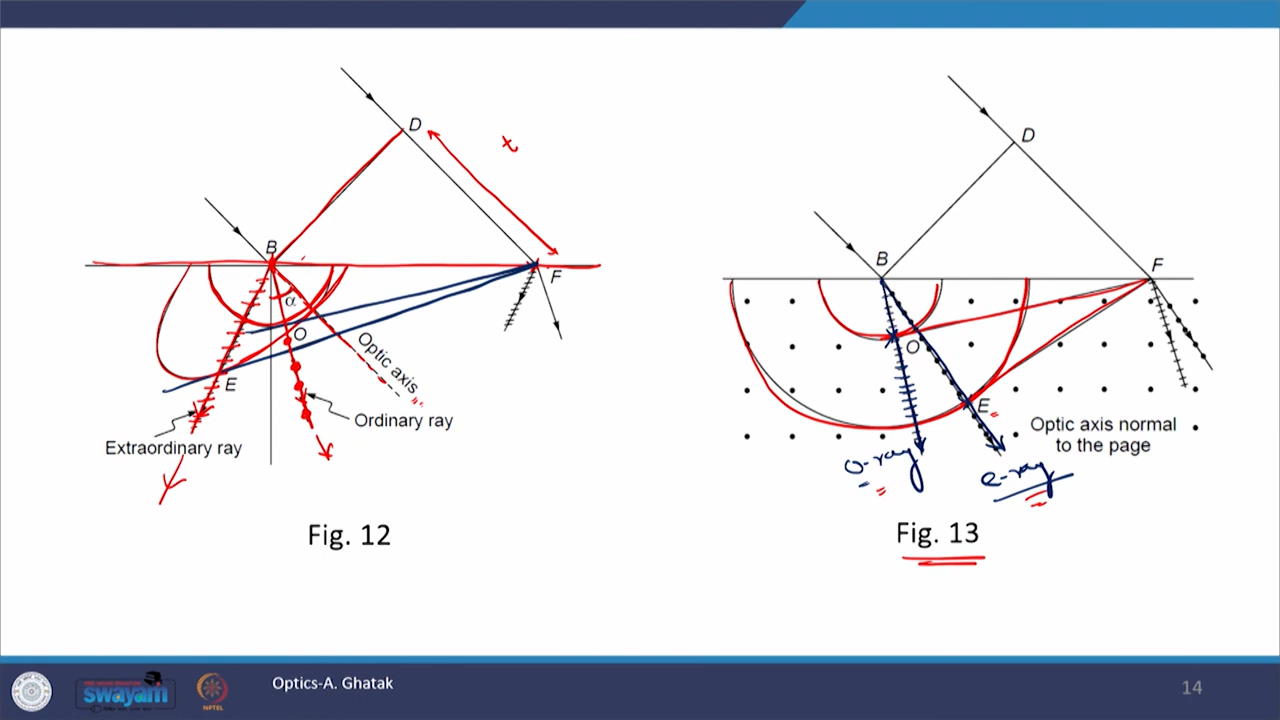 D
t
B
F
α
O
Optic axis
E
Ordinary ray
Extraordinary ray
Fig. 12
D
B
F
O
E
Optic axis normal
to the page
o-ray
e-ray
Fig. 13
swayam
NPTEL
Optics-A. Ghatak
14